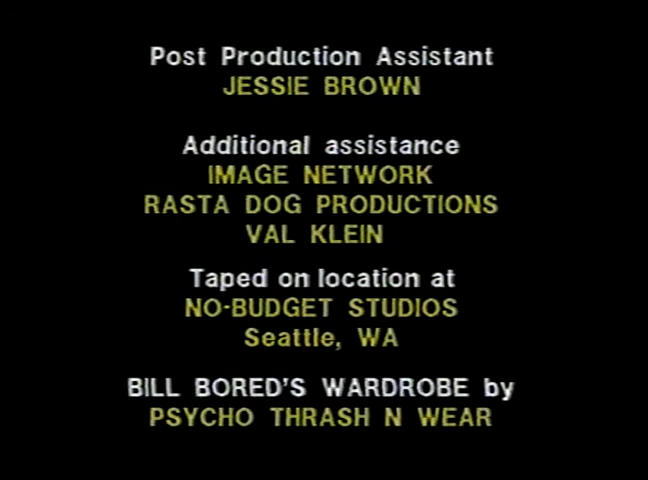 Post Production Assistant
JESSIE BROWN
Additional assistance
IMAGE NETWORK
RASTA DOG PRODUCTIONS
VAL KLEIN
Taped on location at
NO-BUDGET STUDIOS
Seattle, WA
BILL BORED'S WARDROBE by
PSYCHO THRASH N WEAR